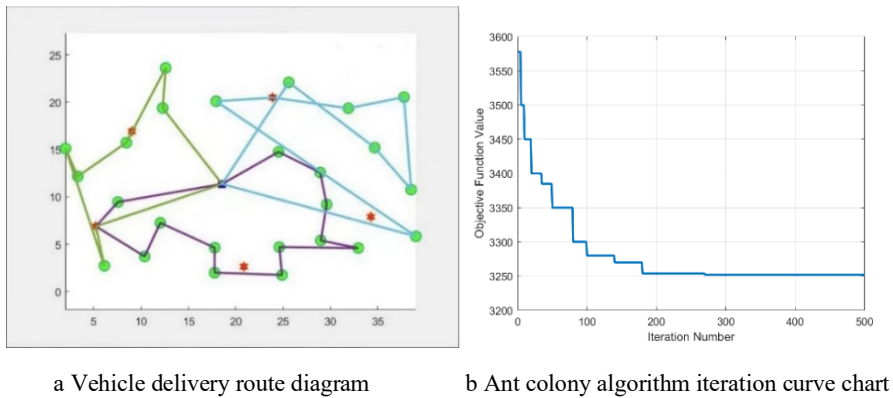 25
20
15
10
5
0
5 10 15 20 25 30 35
3600
3550
3500
3450
3400
3350
3300
3250
3200
Objective Function Value
0 100 200 300 400 500
Iteration Number
a Vehicle delivery route diagram
b Ant colony algorithm iteration curve chart